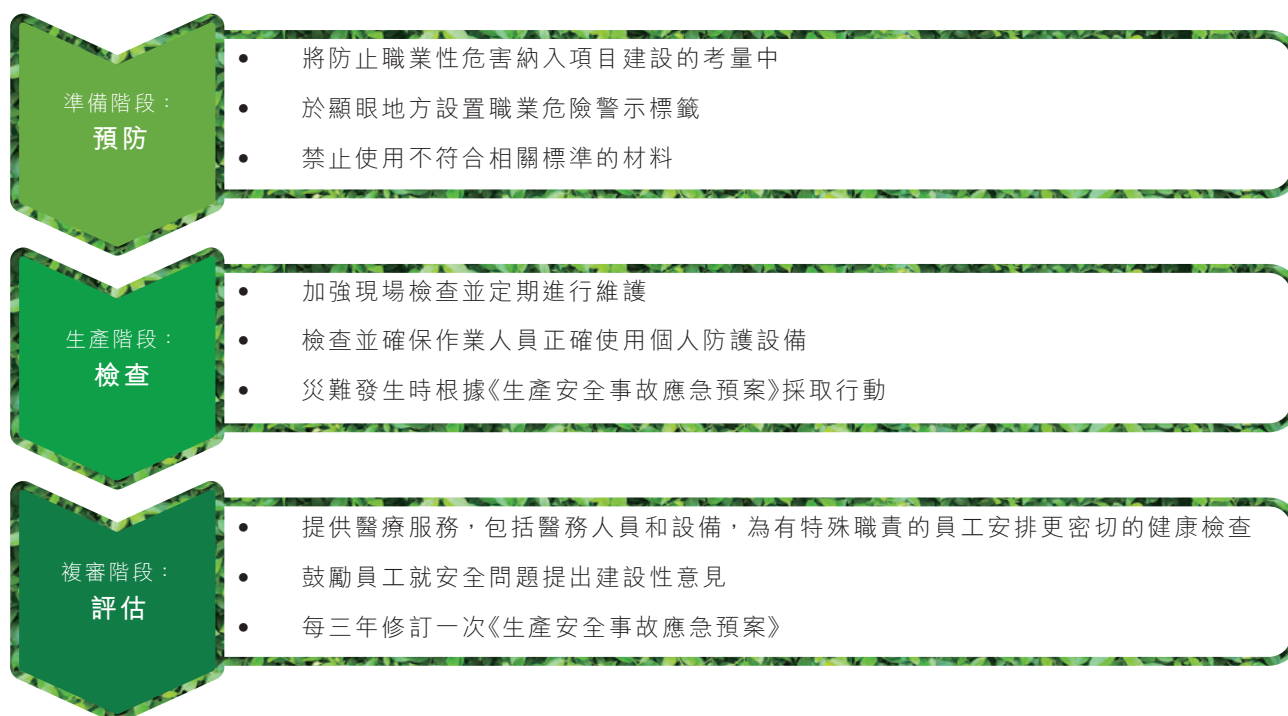 準備階段：
預防
• 將防止職業性危害納入項目建設的考量中
• 於顯眼地方設置職業危險警示標籤
• 禁止使用不符合相關標準的材料
生產階段：
檢查
• 加強現場檢查並定期進行維護
• 檢查並確保作業人員正確使用個人防護設備
• 災難發生時根據《生產安全事故應急預案》採取行動
複審階段：
評估
• 提供醫療服務，包括醫務人員和設備，為有特殊職責的員工安排更密切的健康檢查
• 鼓勵員工就安全問題提出建設性意見
• 每三年修訂一次《生產安全事故應急預案》